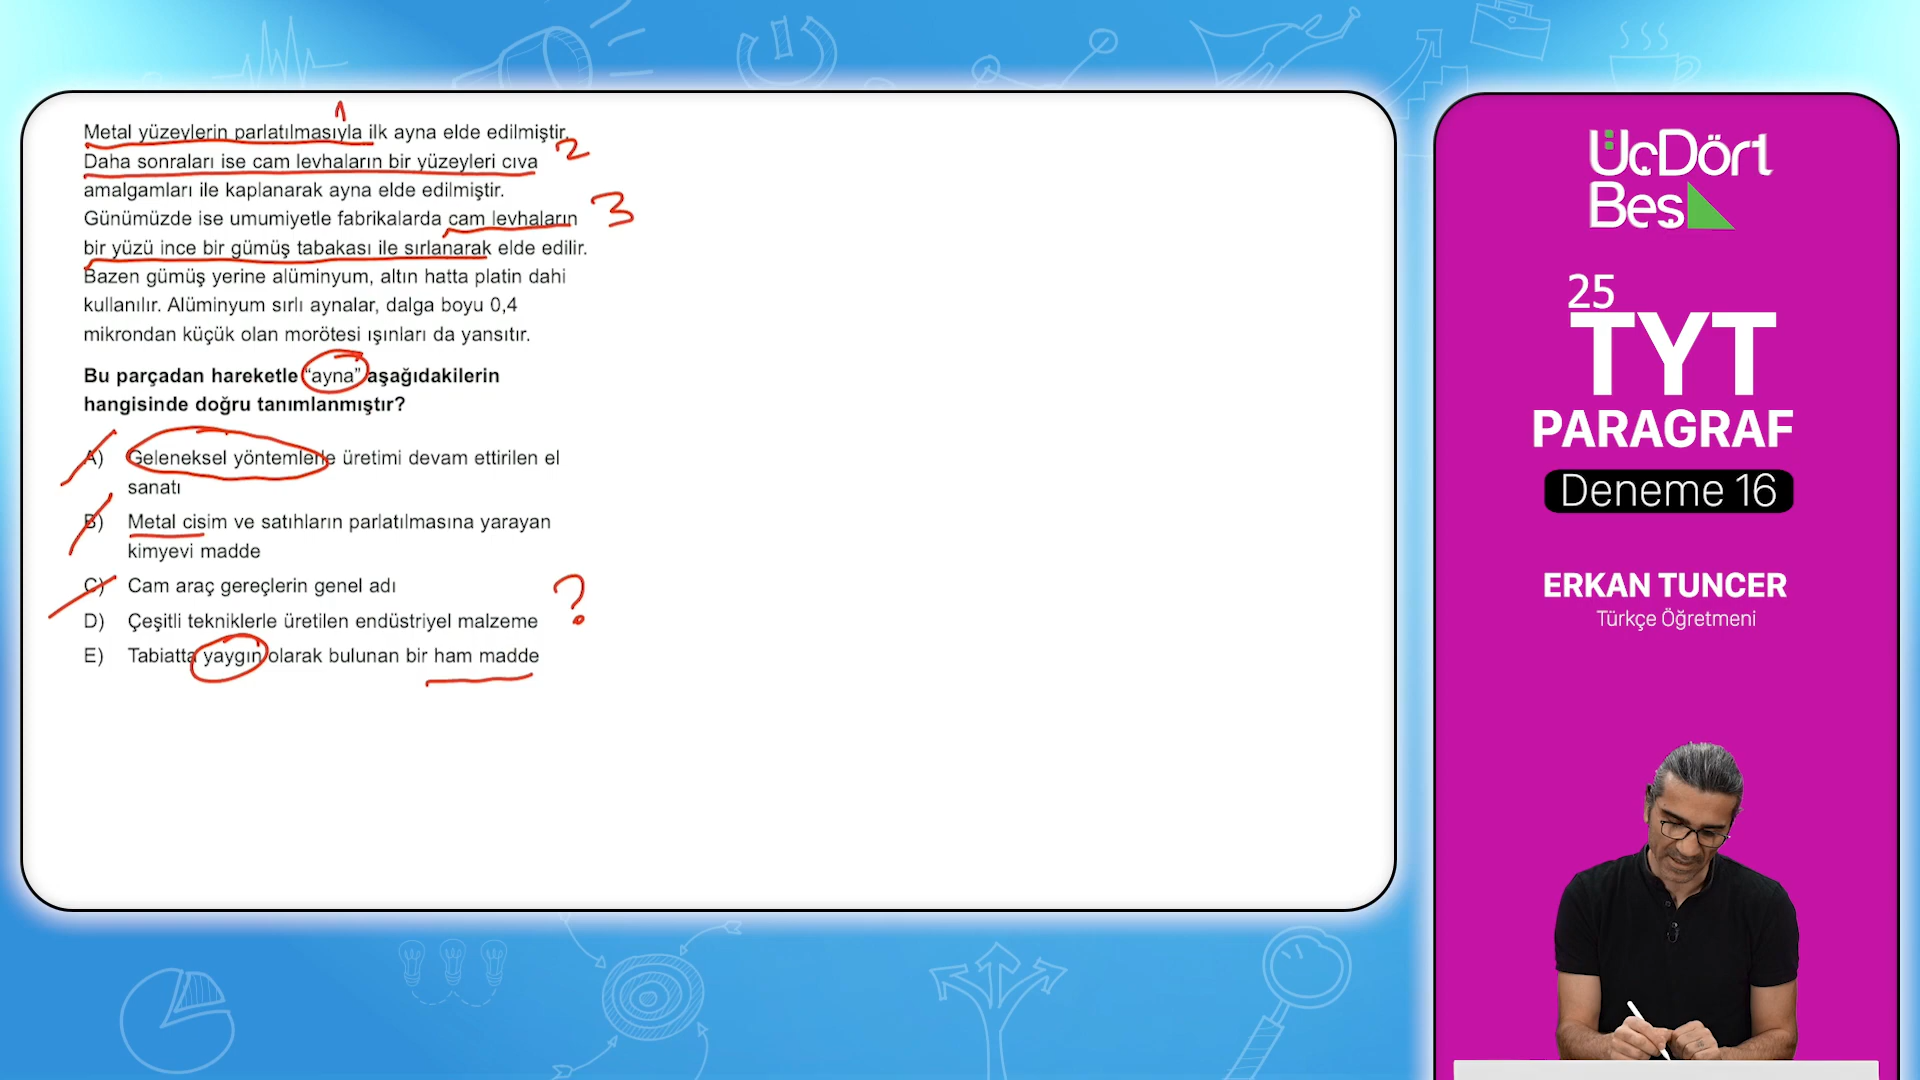 Metal yüzeylerin parlatılmasıyla ilk ayna elde edilmiştir.
1
Daha sonraları ise cam levhaların bir yüzeyleri cıva
2
amalgamları ile kaplanarak ayna elde edilmiştir.
Günümüzde ise umumiyetle fabrikalarda cam levhaların
3
bir yüzü ince bir gümüş tabakası ile sırlanarak elde edilir.
Bazen gümüş yerine alüminyum, altın hatta platin dahi
kullanılır. Alüminyum sırlı aynalar, dalga boyu 0,4
mikrondan küçük olan morötesi ışınları da yansıtır.
Bu parçadan hareketle “ayna” aşağıdakilerin
hangisinde doğru tanımlanmıştır?
A) Geleneksel yöntemlerle üretimi devam ettirilen el
sanatı
B) Metal cisim ve satıhların parlatılmasına yarayan
kimyevi madde
C) Cam araç gereçlerin genel adı
D) Çeşitli tekniklerle üretilen endüstriyel malzeme
?
E) Tabiatta yaygın olarak bulunan bir ham madde
ÜçDört
Beş
25
TYT
PARAGRAF
Deneme 16
ERKAN TUNCER
Türkçe Öğretmeni